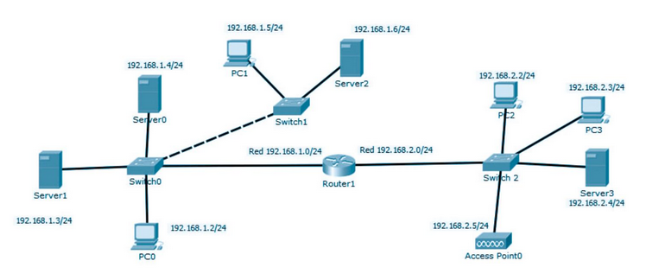 192.168.1.5/24
192.168.1.6/24
PC1
Server2
192.168.1.4/24
Server0
Switch1
192.168.2.2/24
192.168.2.3/24
PC2
PC3
Red 192.168.1.0/24
Red 192.168.2.0/24
Server1
Switch0
Router1
Switch 2
Server3
192.168.2.4/24
192.168.1.3/24
192.168.1.2/24
PC0
192.168.2.5/24
Access Point0